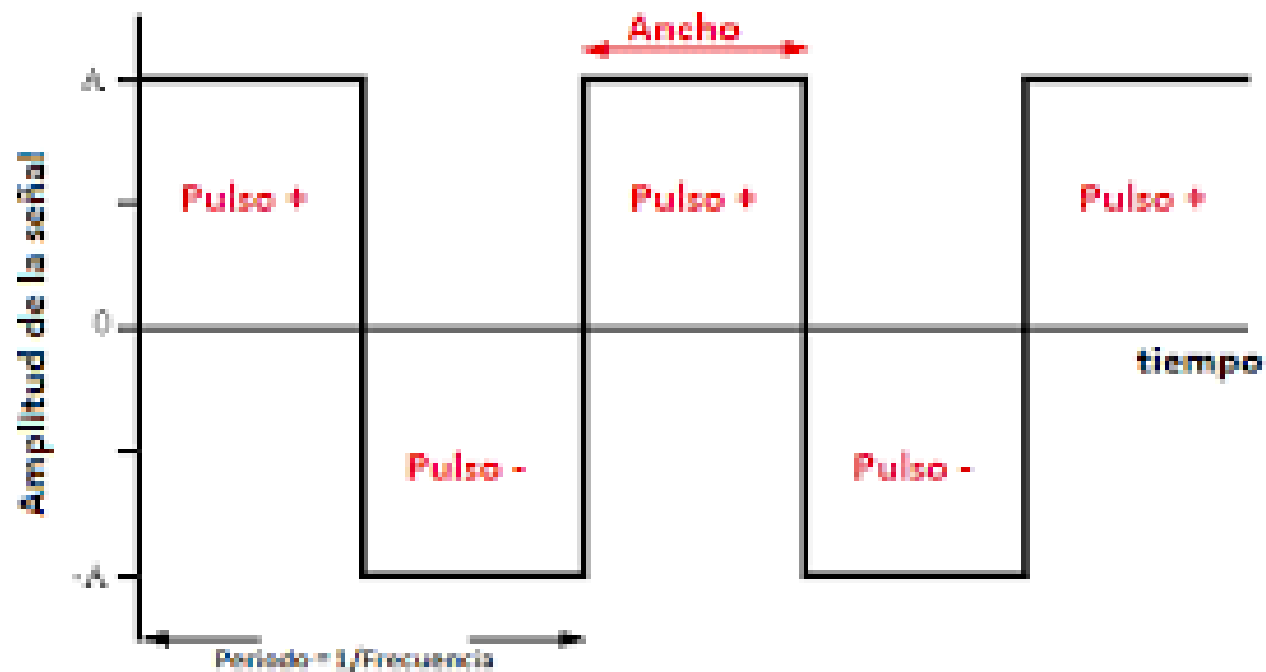 Ancho
A
Pulso +
Pulso +
Pulso +
Amplitud de la señal
0
tiempo
Pulso -
Pulso -
-A
Periodo = 1/Frecuencia